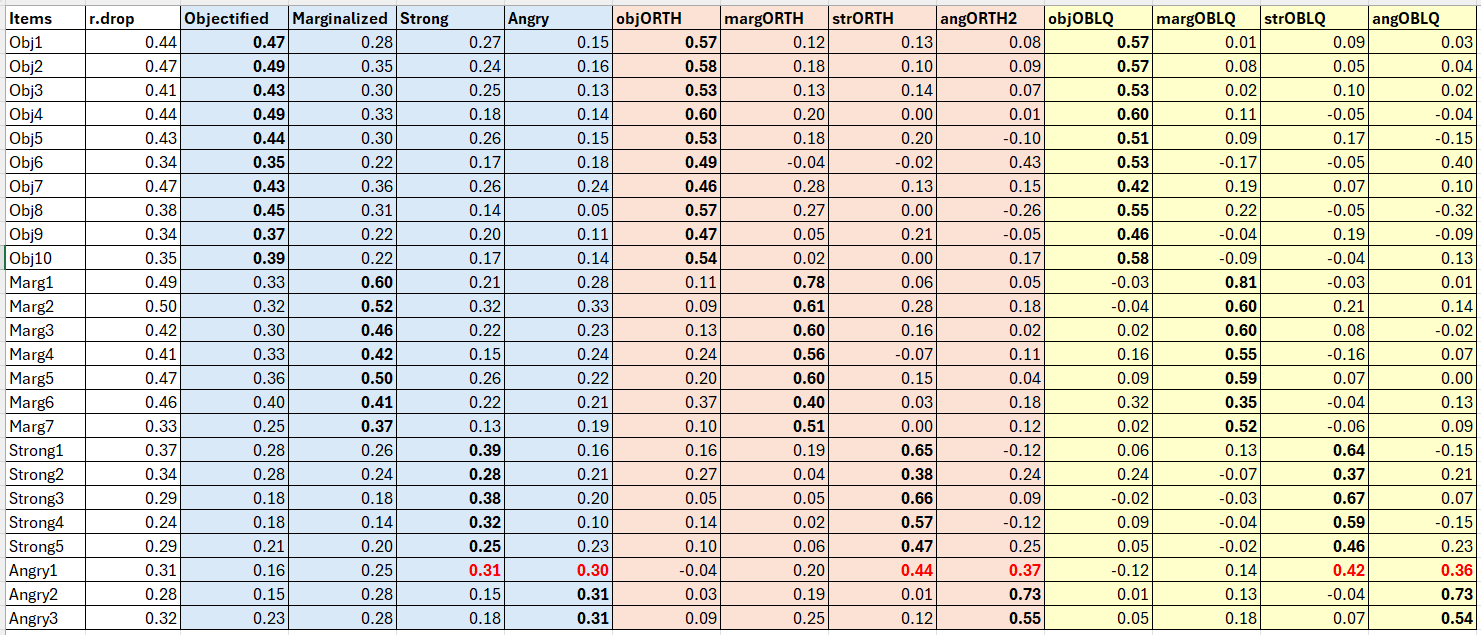 Items r.drop Objectified Marginalized Strong Angry objORTH margORTH strORTH angORTH2 objOBLQ margOBLQ strOBLQ angOBLQ
Obj1 0.44 0.47 0.28 0.27 0.15 0.57 0.12 0.13 0.08 0.57 0.01 0.09 0.03
Obj2 0.47 0.49 0.35 0.24 0.16 0.58 0.18 0.10 0.09 0.57 0.08 0.05 0.04
Obj3 0.41 0.43 0.30 0.25 0.13 0.53 0.13 0.14 0.07 0.53 0.02 0.10 0.02
Obj4 0.44 0.49 0.33 0.18 0.14 0.60 0.20 0.00 0.01 0.60 0.11 -0.05 -0.04
Obj5 0.43 0.44 0.30 0.26 0.15 0.53 0.18 0.20 -0.10 0.51 0.09 0.17 -0.15
Obj6 0.34 0.35 0.22 0.17 0.18 0.49 -0.04 -0.02 0.43 0.53 -0.17 -0.05 0.40
Obj7 0.47 0.43 0.36 0.26 0.24 0.46 0.28 0.13 0.15 0.42 0.19 0.07 0.10
Obj8 0.38 0.45 0.31 0.14 0.05 0.57 0.27 0.00 -0.26 0.55 0.22 -0.05 -0.32
Obj9 0.34 0.37 0.22 0.20 0.11 0.47 0.05 0.21 -0.05 0.46 -0.04 0.19 -0.09
Obj10 0.35 0.39 0.22 0.17 0.14 0.54 0.02 0.00 0.17 0.58 -0.09 -0.04 0.13
Marg1 0.49 0.33 0.60 0.21 0.28 0.11 0.78 0.06 0.05 -0.03 0.81 -0.03 0.01
Marg2 0.50 0.32 0.52 0.32 0.33 0.09 0.61 0.28 0.18 -0.04 0.60 0.21 0.14
Marg3 0.42 0.30 0.46 0.22 0.23 0.13 0.60 0.16 0.02 0.02 0.60 0.08 -0.02
Marg4 0.41 0.33 0.42 0.15 0.24 0.24 0.56 -0.07 0.11 0.16 0.55 -0.16 0.07
Marg5 0.47 0.36 0.50 0.26 0.22 0.20 0.60 0.15 0.04 0.09 0.59 0.07 0.00
Marg6 0.46 0.40 0.41 0.22 0.21 0.37 0.40 0.03 0.18 0.32 0.35 -0.04 0.13
Marg7 0.33 0.25 0.37 0.13 0.19 0.10 0.51 0.00 0.12 0.02 0.52 -0.06 0.09
Strong1 0.37 0.28 0.26 0.39 0.16 0.16 0.19 0.65 -0.12 0.06 0.13 0.64 -0.15
Strong2 0.34 0.28 0.24 0.28 0.21 0.27 0.04 0.38 0.24 0.24 -0.07 0.37 0.21
Strong3 0.29 0.18 0.18 0.38 0.20 0.05 0.05 0.66 0.09 -0.02 -0.03 0.67 0.07
Strong4 0.24 0.18 0.14 0.32 0.10 0.14 0.02 0.57 -0.12 0.09 -0.04 0.59 -0.15
Strong5 0.29 0.21 0.20 0.25 0.23 0.10 0.06 0.47 0.25 0.05 -0.02 0.46 0.23
Angry1 0.31 0.16 0.25 0.31 0.30 -0.04 0.20 0.44 0.37 -0.12 0.14 0.42 0.36
Angry2 0.28 0.15 0.28 0.15 0.31 0.03 0.19 0.01 0.73 0.01 0.13 -0.04 0.73
Angry3 0.32 0.23 0.28 0.18 0.31 0.09 0.25 0.12 0.55 0.05 0.18 0.07 0.54